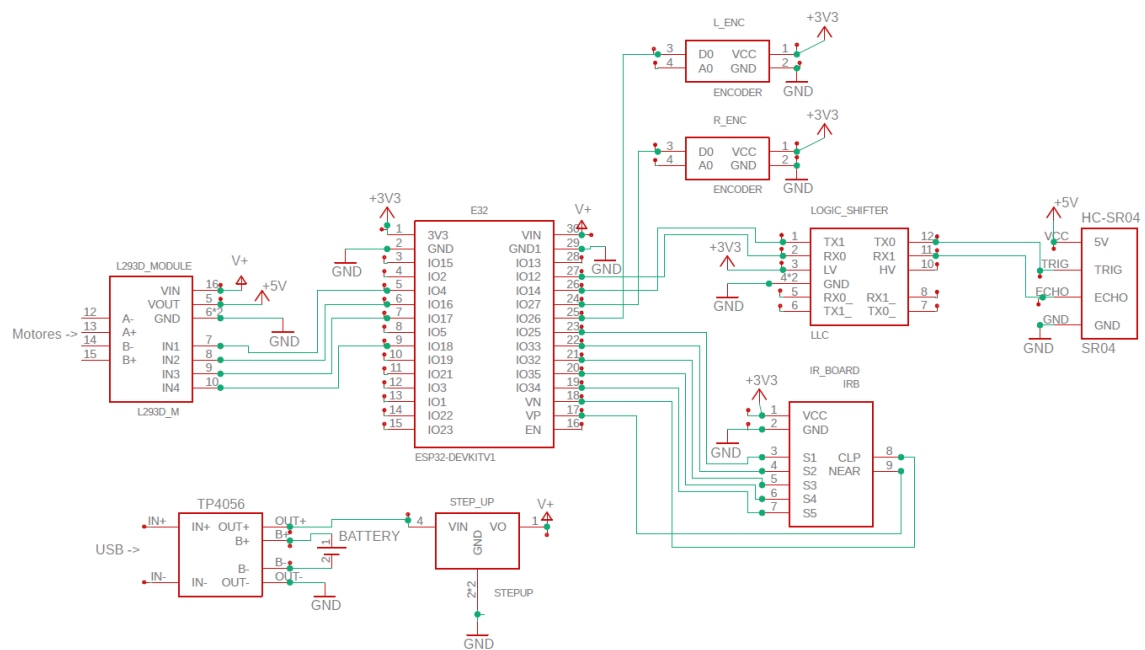 L_ENC
+3V3
3 D0 VCC 1
4 A0 GND 2
ENCODER
GND
R_ENC
+3V3
3 D0 VCC 1
4 A0 GND 2
ENCODER
GND
+3V3
E32
V+
1 3V3 VIN 30
2 GND GND1 29
3 IO15 IO13 28
4 IO2 IO12 27
5 IO4 IO14 26
6 IO16 IO27 24
7 IO17 IO26 25
8 IO5 IO25 23
9 IO18 IO33 22
10 IO19 IO32 21
11 IO21 IO35 20
12 IO3 IO34 19
13 IO1 VN 18
14 IO22 VP 17
15 IO23 EN 16
ESP32-DEVKITV1
GND
GND
L293D_MODULE
V+
+5V
VIN 16
VOUT 5
GND 6*2
GND
Motores ->
12 A-
13 A+
14 B-
15 B+
IN1 7
IN2 8
IN3 9
IN4 10
L293D_M
LOGIC_SHIFTER
+3V3
1 TX1 TX0 12
2 RX0 RX1 11
3 LV HV 10
4*2 GND
5 RX0_ RX1_ 8
6 TX1_ TX0_ 7
GND
LLC
+5V
HC-SR04
VCC 5V
TRIG TRIG
ECHO ECHO
GND GND
GND
SR04
IR_BOARD
IRB
+3V3
1 VCC
2 GND
GND
3 S1 CLP 8
4 S2 NEAR 9
5 S3
6 S4
7 S5
TP4056
USB ->
IN+ IN+ OUT+ OUT+
B+ B+
B- B-
IN- IN- OUT- OUT-
1
2
BATTERY
GND
STEP_UP
V+
4 VIN VO 1
GND
2*2
STEPUP
GND